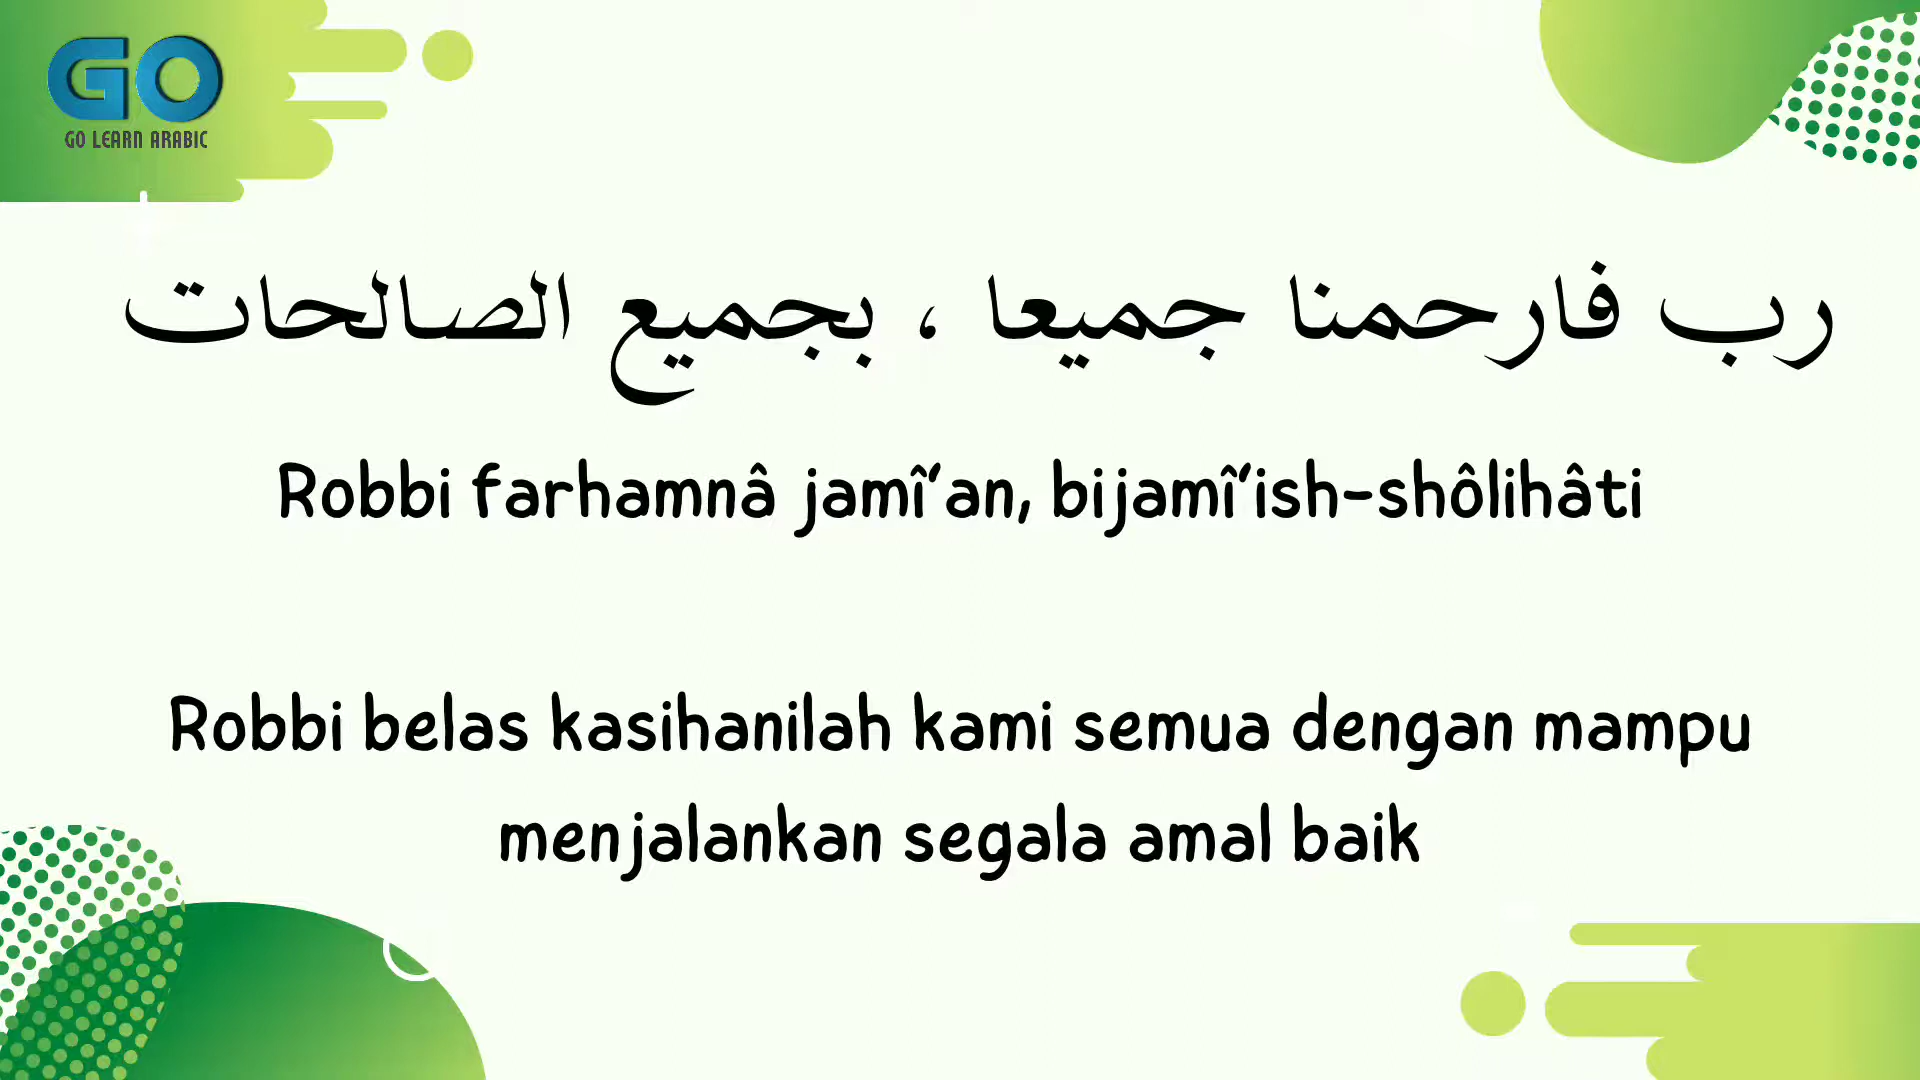 GO
GO LEARN ARABIC
رب فارحمنا جميعا ، بجميع الصالحات
Robbi farhamnâ jamî'an, bijamî'ish-shôlihâti
Robbi belas kasihanilah kami semua dengan mampu
menjalankan segala amal baik